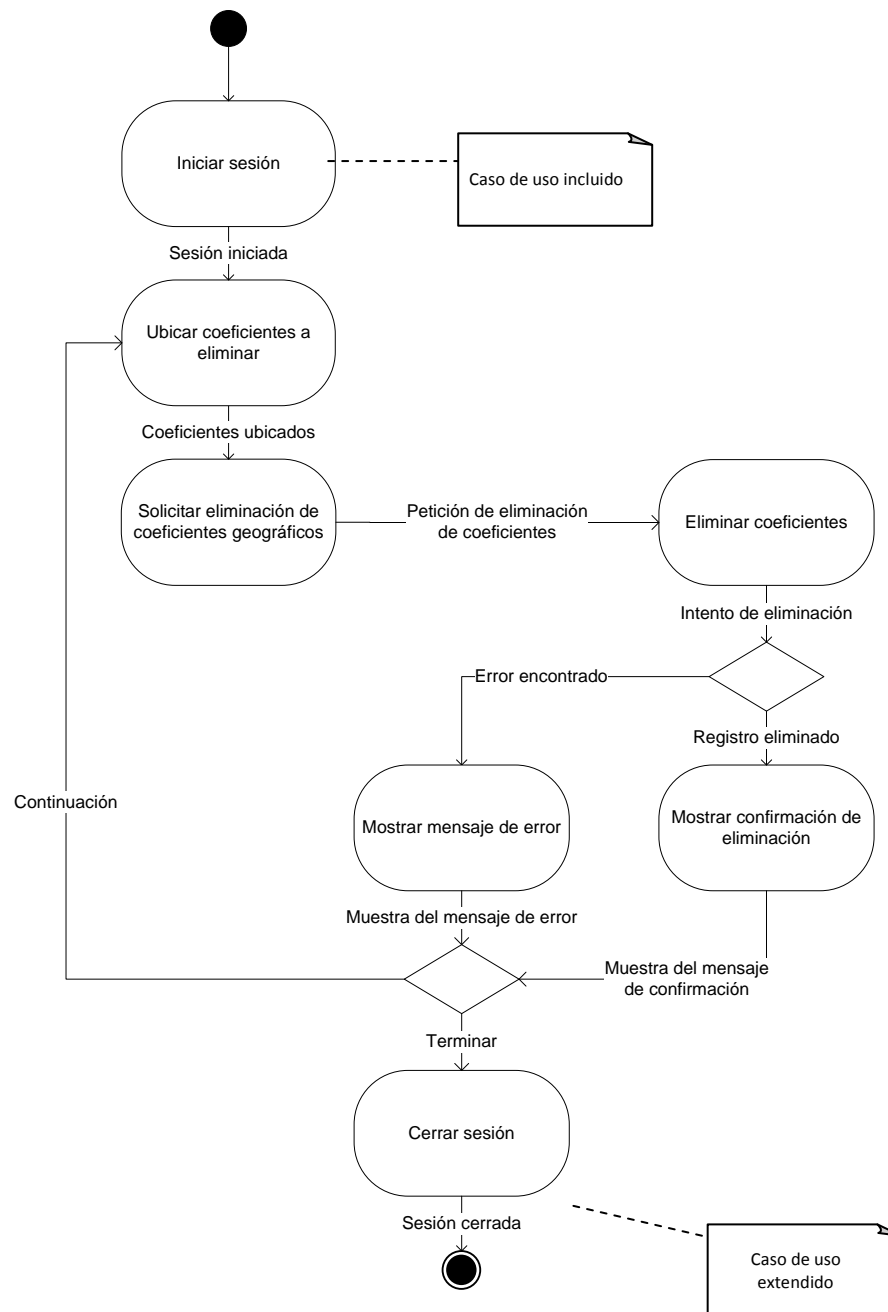 Iniciar sesión
Caso de uso incluido
Sesión iniciada
Ubicar coeficientes a
eliminar
Coeficientes ubicados
Solicitar eliminación de
coeficientes geográficos
Petición de eliminación
de coeficientes
Eliminar coeficientes
Intento de eliminación
Error encontrado
Registro eliminado
Continuación
Mostrar mensaje de error
Mostrar confirmación de
eliminación
Muestra del mensaje de error
Muestra del mensaje
de confirmación
Terminar
Cerrar sesión
Sesión cerrada
Caso de uso
extendido